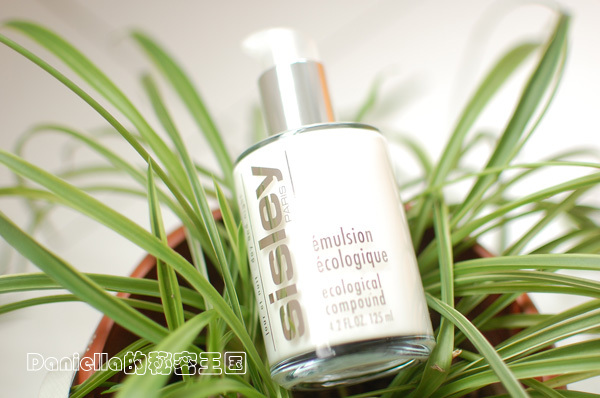 sisley
PARIS
émulsion
écologique
ecological
compound
4.2 FL. OZ. 125 ml
Daniella的秘密王国